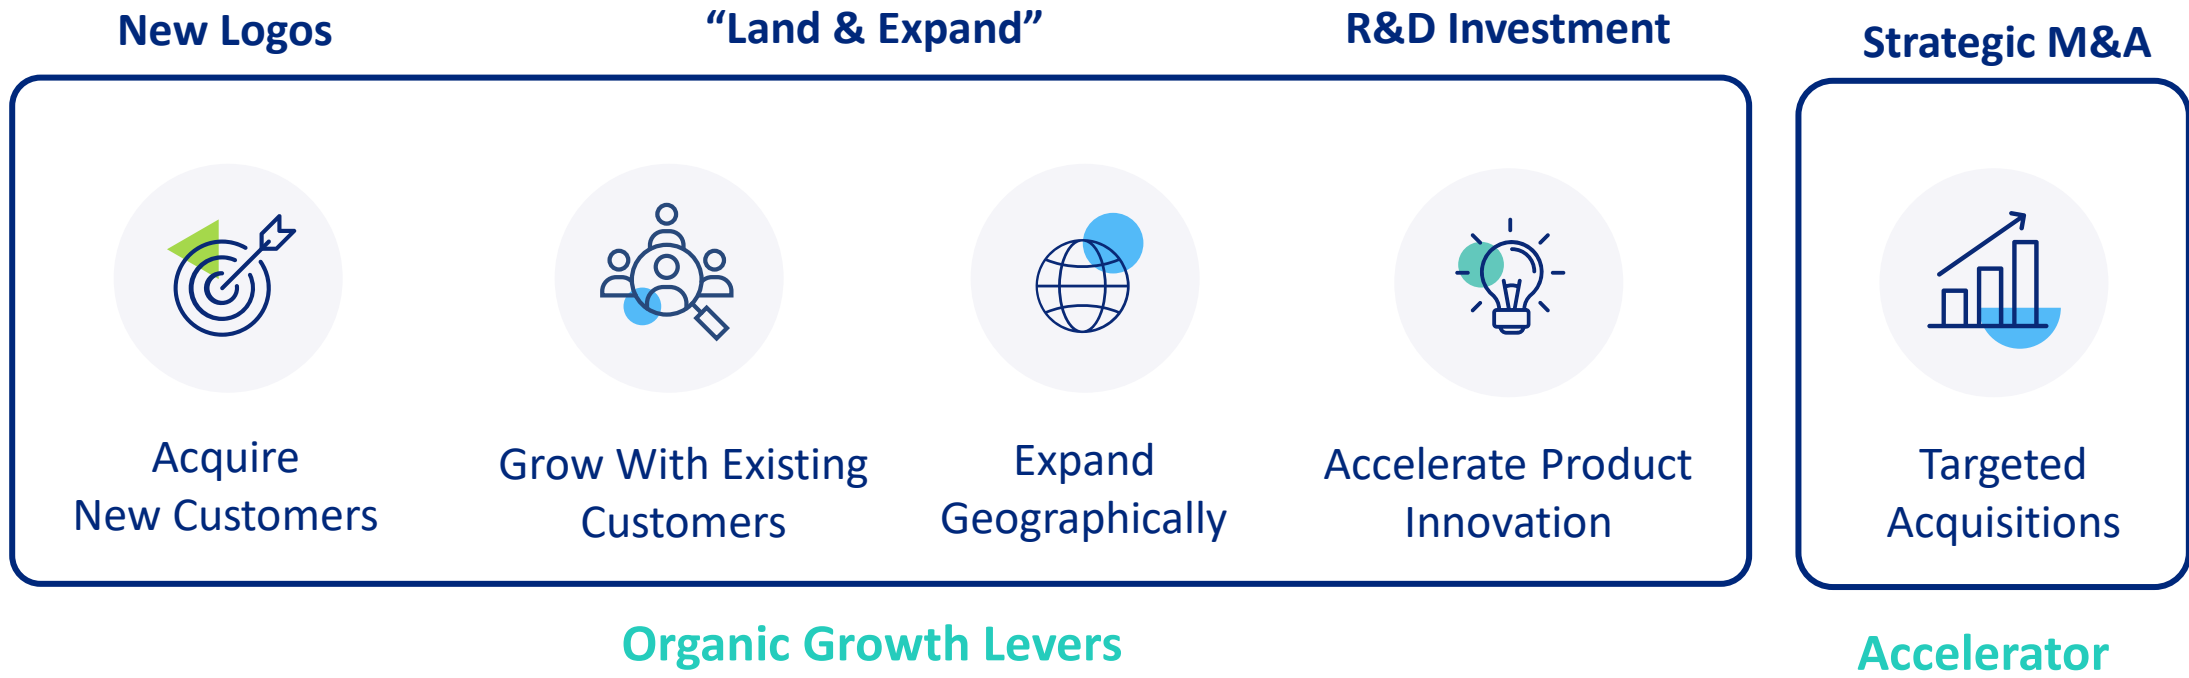 New Logos
“Land & Expand”
R&D Investment
Strategic M&A
Acquire
New Customers
Grow With Existing
Customers
Expand
Geographically
Accelerate Product
Innovation
Targeted
Acquisitions
Organic Growth Levers
Accelerator